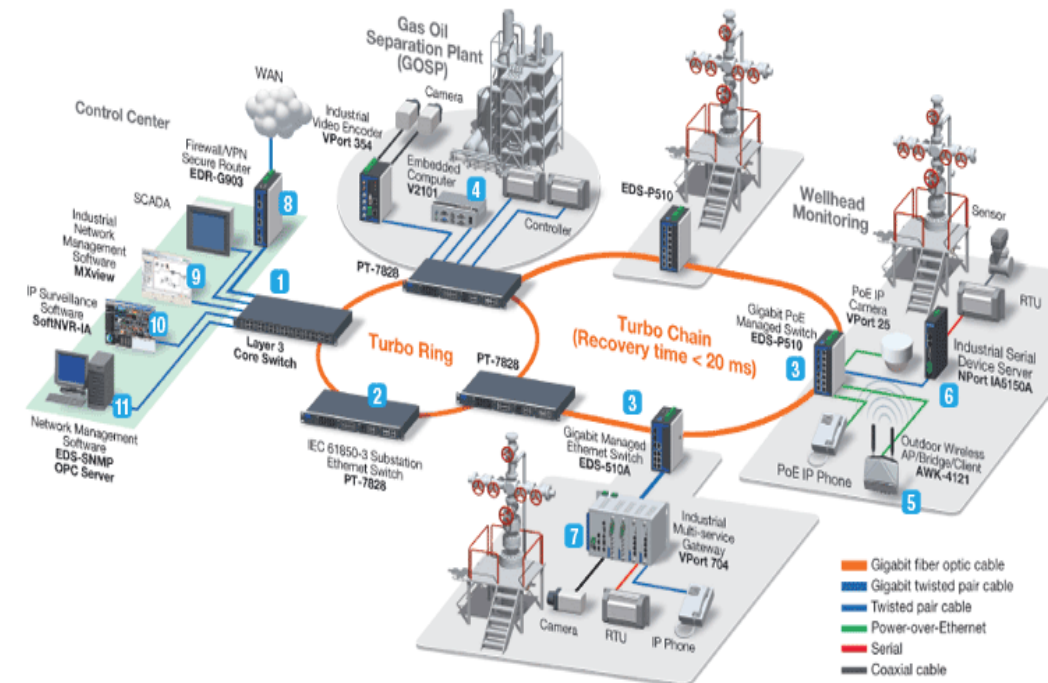 Gas Oil
Separation Plant
(GOSP)
WAN
Control Center
Camera
Industrial
Video Encoder
VPort 354
Firewall/VPN
Secure Router
EDR-G903
8
Embedded
Computer
V2101
4
Controller
EDS-P510
Wellhead
Monitoring
Sensor
SCADA
Industrial
Network
Management
Software
MXview
9
PT-7828
1
IP Surveillance
Software
SoftNVR-IA
10
Layer 3
Core Switch
Turbo Ring
Turbo Chain
(Recovery time < 20 ms)
PoE IP
Camera
VPort 25
RTU
Gigabit PoE
Managed Switch
EDS-P510
3
Industrial Serial
Device Server
NPort IA5150A
6
PT-7828
11
2
3
Network Management
Software
EDS-SNMP
OPC Server
IEC 61850-3 Substation
Ethernet Switch
PT-7828
Gigabit Managed
Ethernet Switch
EDS-510A
PoE IP Phone
Outdoor Wireless
AP/Bridge/Client
AWK-4121
5
7
Industrial
Multi-service
Gateway
VPort 704
Camera
RTU
IP Phone
Gigabit fiber optic cable
Gigabit twisted pair cable
Twisted pair cable
Power-over-Ethernet
Serial
Coaxial cable